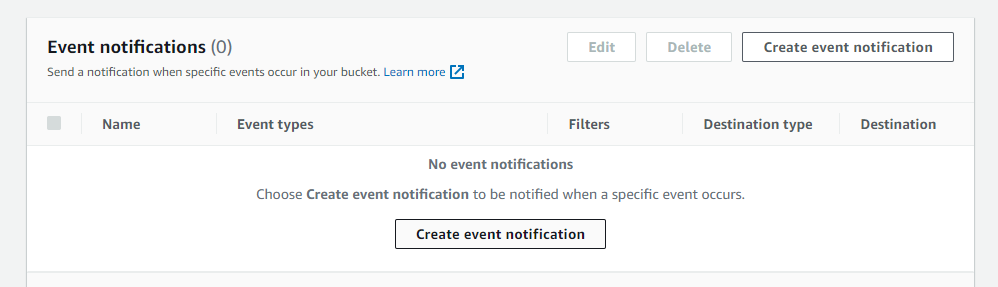 Event notifications (0)
Edit
Delete
Create event notification
Send a notification when specific events occur in your bucket. Learn more
Name
Event types
Filters
Destination type
Destination
No event notifications
Choose Create event notification to be notified when a specific event occurs.
Create event notification